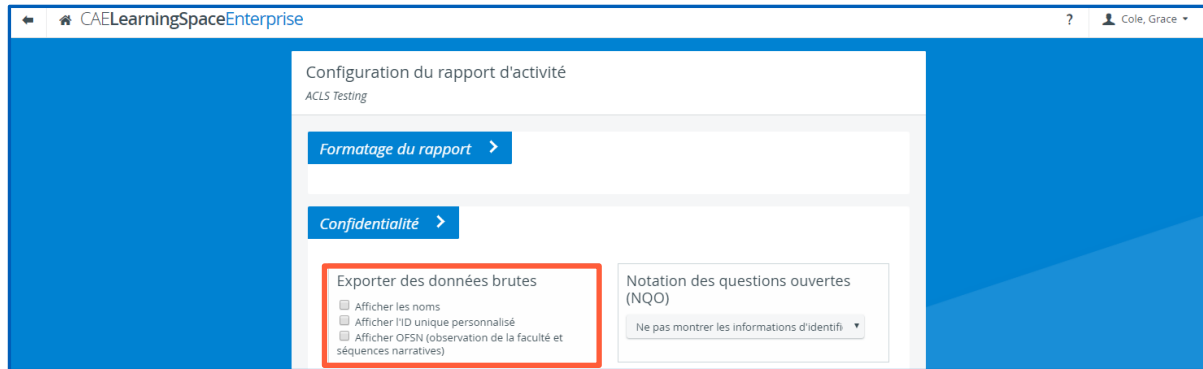 CAELearningSpaceEnterprise
? Cole, Grace
Configuration du rapport d'activité
ACLS Testing
Formatage du rapport
Confidentialité
Exporter des données brutes
Afficher les noms
Afficher l'ID unique personnalisé
Afficher OFSN (observation de la faculté et
séquences narratives)
Notation des questions ouvertes
(NQO)
Ne pas montrer les informations d'identifi